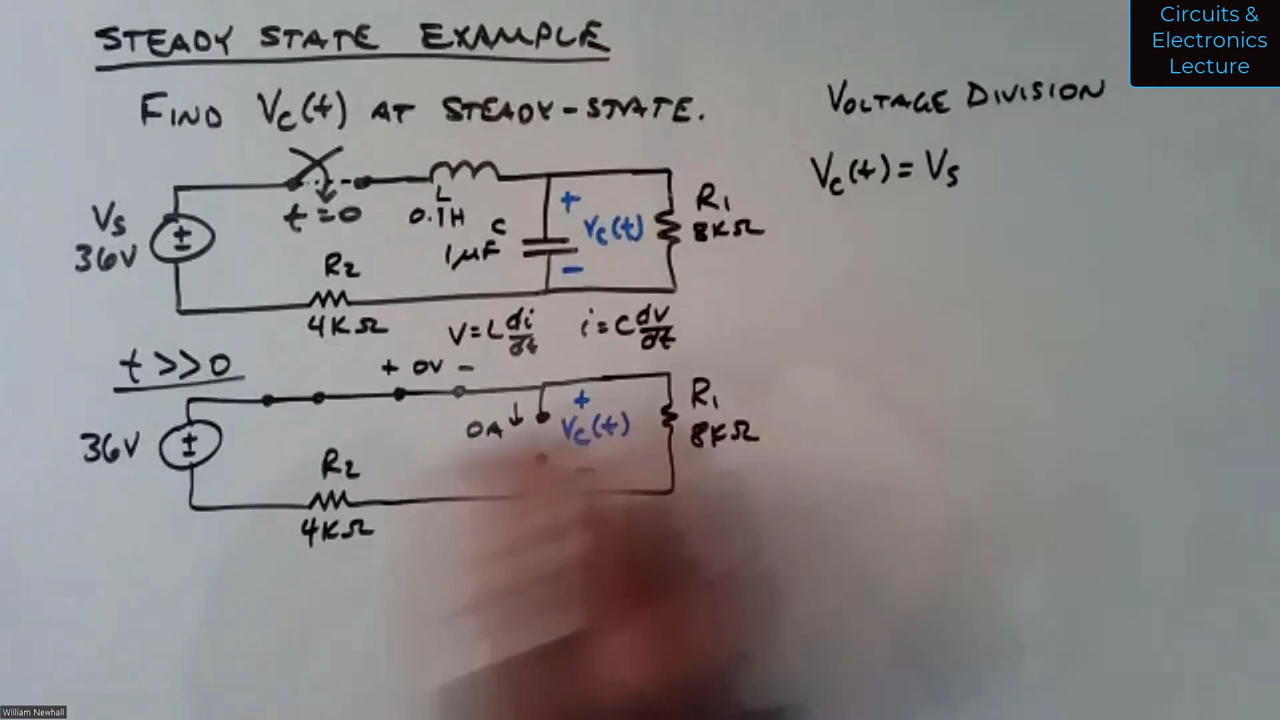 Circuits &
Electronics
Lecture
STEADY STATE EXAMPLE
FIND Vc(t) AT STEADY-STATE.
VOLTAGE DIVISION
Vc(t) = Vs
Vs
36V
t=0
L
0.1H
C
1μF
+
Vc(t)
−
R1
8KΩ
R2
4KΩ
V=L di/dt
i=C dv/dt
t>>0
+ 0V −
36V
0A ↓
+
Vc(t)
R1
8KΩ
R2
4KΩ
William Newhall